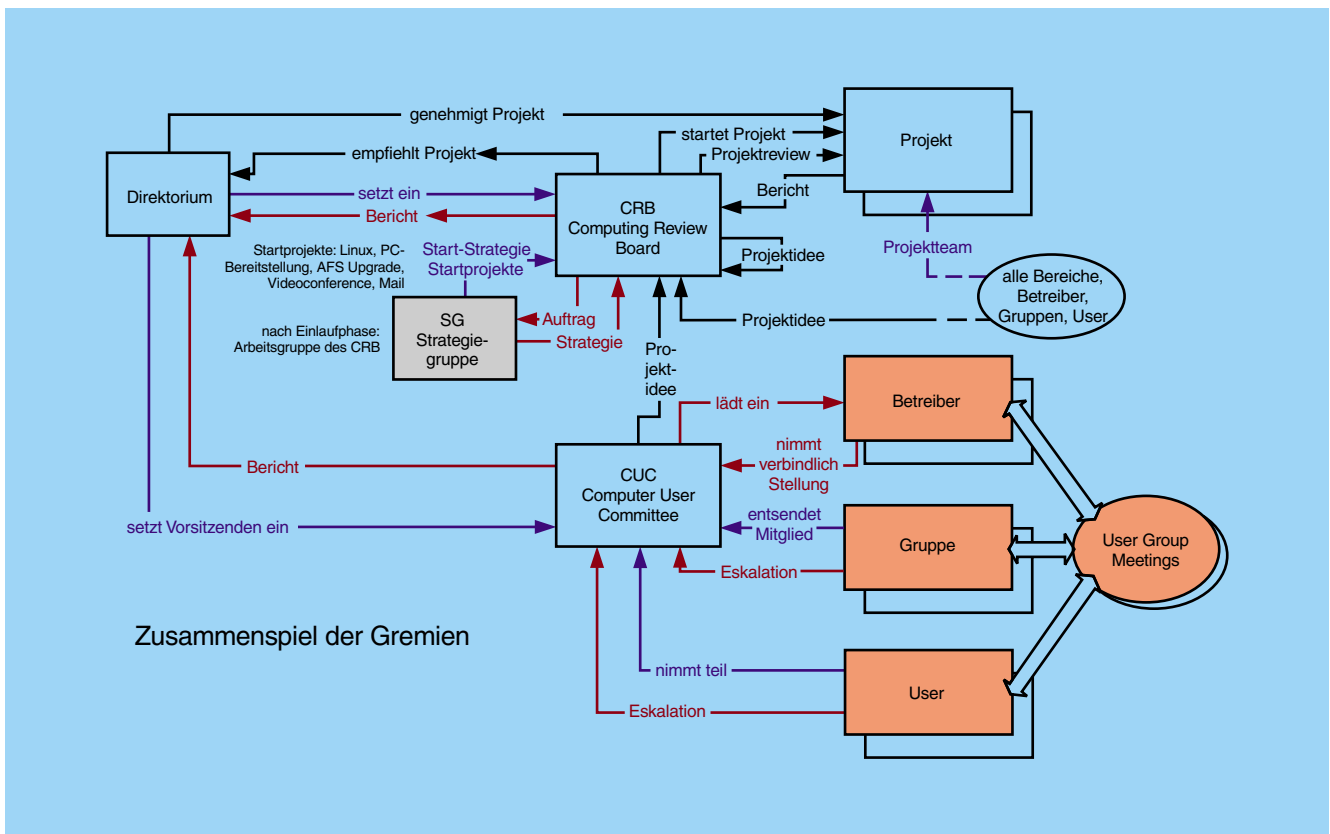 genehmigt Projekt
startet Projekt
Projekt
empfiehlt Projekt
Projektreview
Direktorium
setzt ein
Bericht
CRB
Computing Review
Board
Bericht
Projektteam
Startprojekte: Linux, PC-
Bereitstellung, AFS Upgrade,
Videoconference, Mail
Start-Strategie
Startprojekte
Projektidee
alle Bereiche,
Betreiber,
Gruppen, User
nach Einlaufphase:
Arbeitsgruppe des CRB
SG
Strategie-
gruppe
Auftrag
Strategie
Projektidee
Pro-
jekt-
idee
lädt ein
Betreiber
nimmt
verbindlich
Stellung
Bericht
CUC
Computer User
Committee
setzt Vorsitzenden ein
entsendet
Mitglied
Gruppe
User Group
Meetings
Eskalation
Zusammenspiel der Gremien
nimmt teil
User
Eskalation